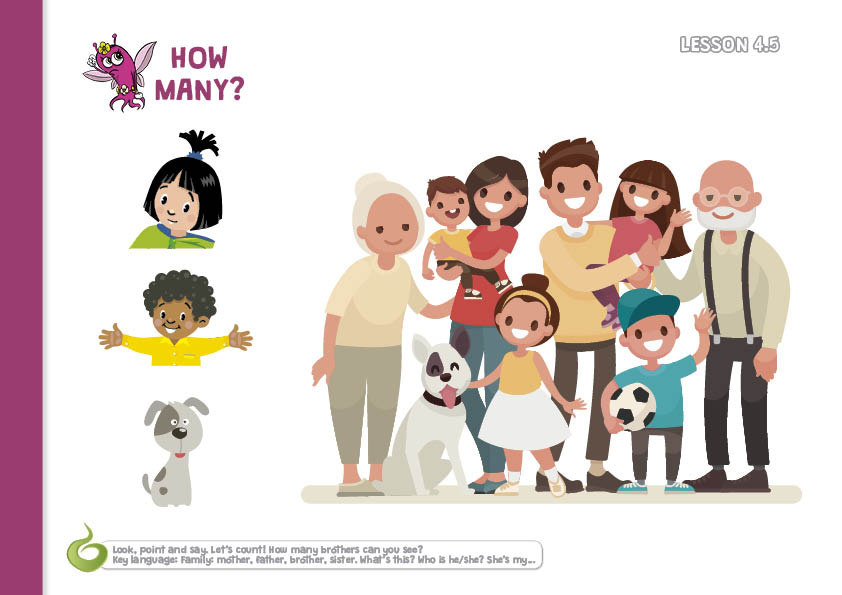 HOW
MANY?
LESSON 4.5
Look, point and say. Let's count! How many brothers can you see?
Key language: Family: mother, father, brother, sister. What's this? Who is he/she? She's my...